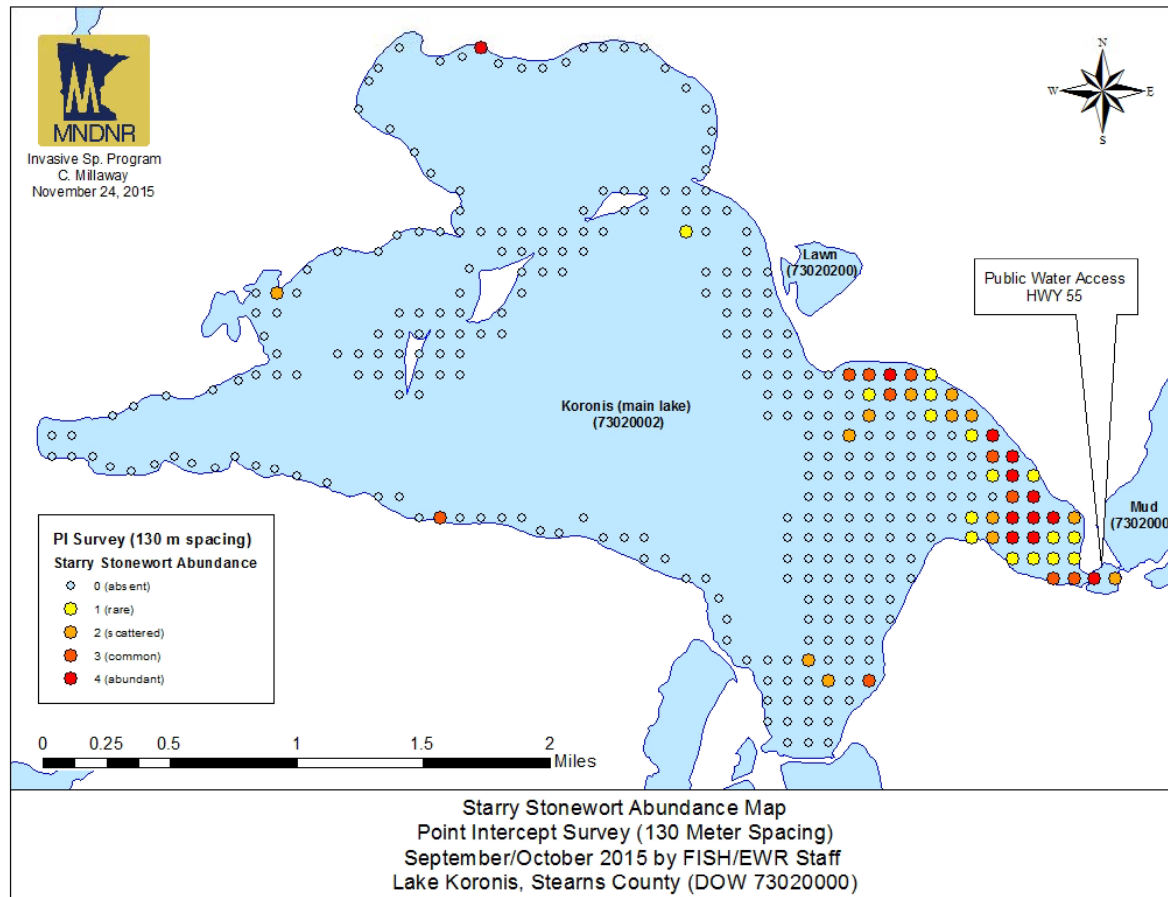 MNDNR
Invasive Sp. Program
C. Millaway
November 24, 2015
N
W
E
S
Lawn
(73020200)
Public Water Access
HWY 55
Koronis (main lake)
(73020002)
Mud
(7302000
PI Survey (130 m spacing)
Starry Stonewort Abundance
0 (absent)
1 (rare)
2 (scattered)
3 (common)
4 (abundant)
0 0.25 0.5 1 1.5 2
Miles
Starry Stonewort Abundance Map
Point Intercept Survey (130 Meter Spacing)
September/October 2015 by FISH/EWR Staff
Lake Koronis, Stearns County (DOW 73020000)